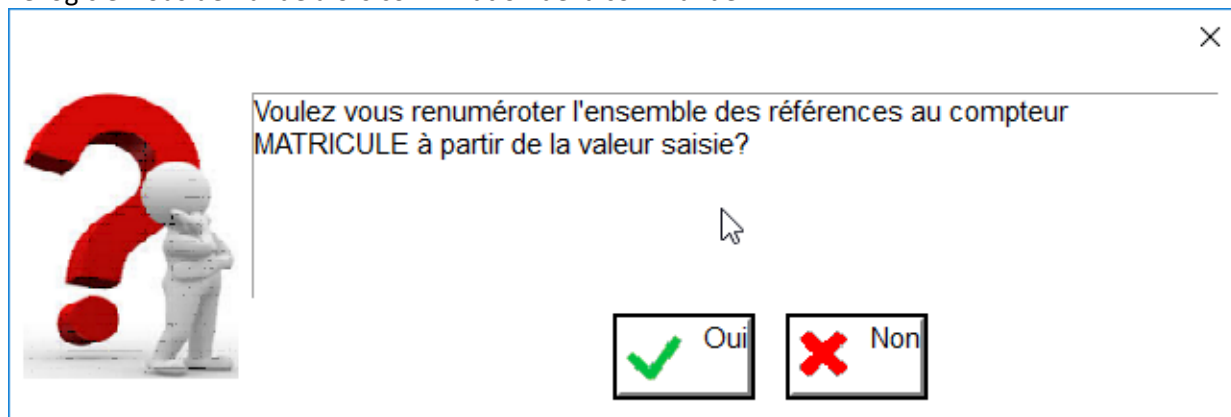 Voulez vous renuméroter l'ensemble des références au compteur
MATRICULE à partir de la valeur saisie?
Oui
Non